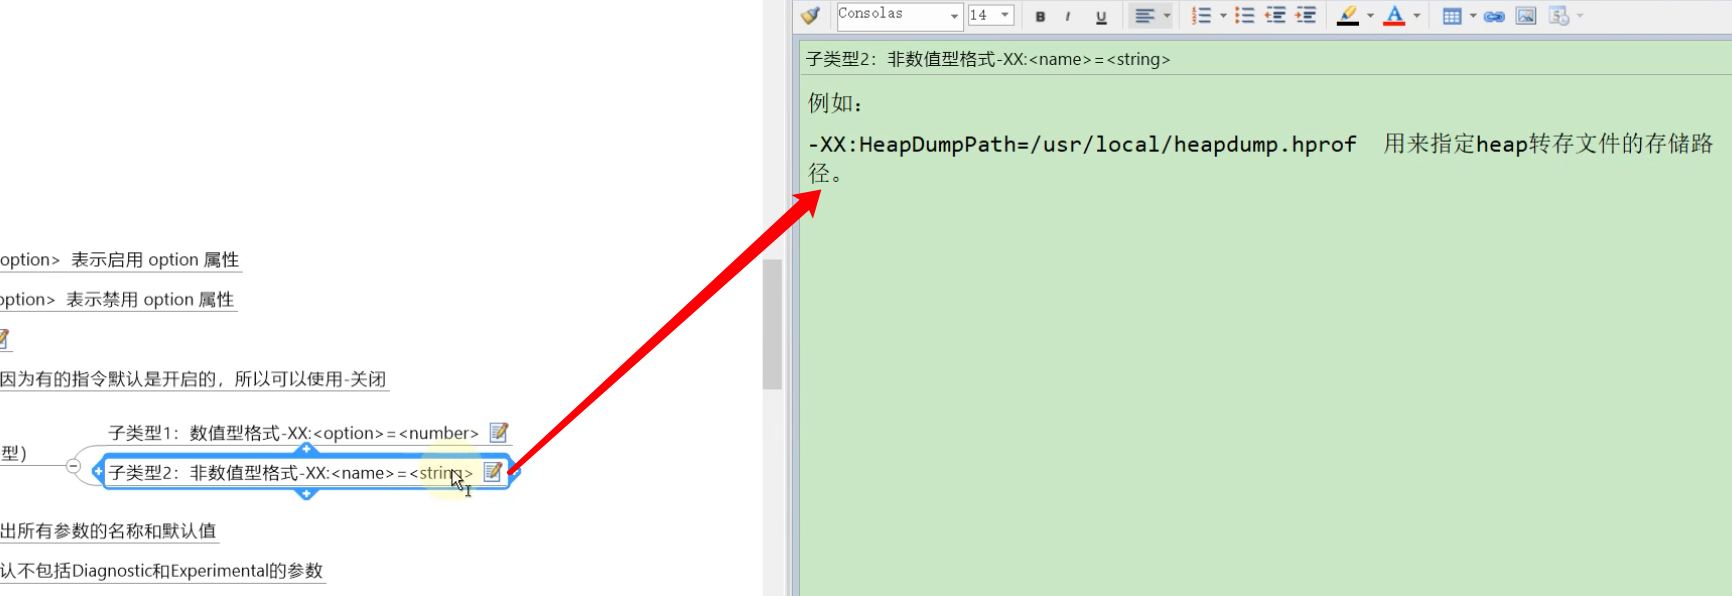 Consolas
14
B I U
子类型2：非数值型格式-XX:<name>=<string>
例如：
-XX:HeapDumpPath=/usr/local/heapdump.hprof 用来指定heap转存文件的存储路
径。
option> 表示启用 option 属性
option> 表示禁用 option 属性
因为有的指令默认是开启的，所以可以使用-关闭
型）
子类型1：数值型格式-XX:<option>=<number>
子类型2：非数值型格式-XX:<name>=<string>
出所有参数的名称和默认值
认不包括Diagnostic和Experimental的参数